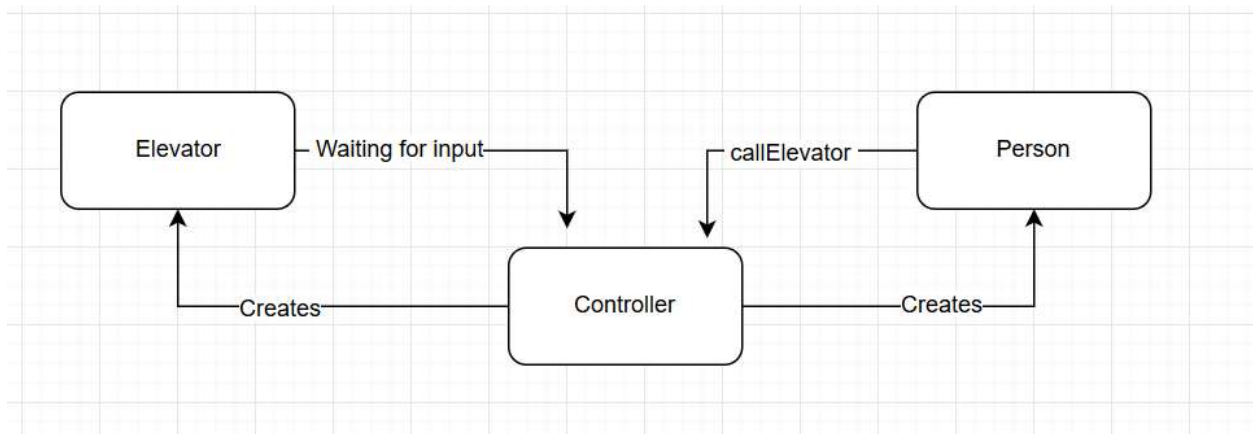 Elevator
Waiting for input
callElevator
Person
Creates
Controller
Creates